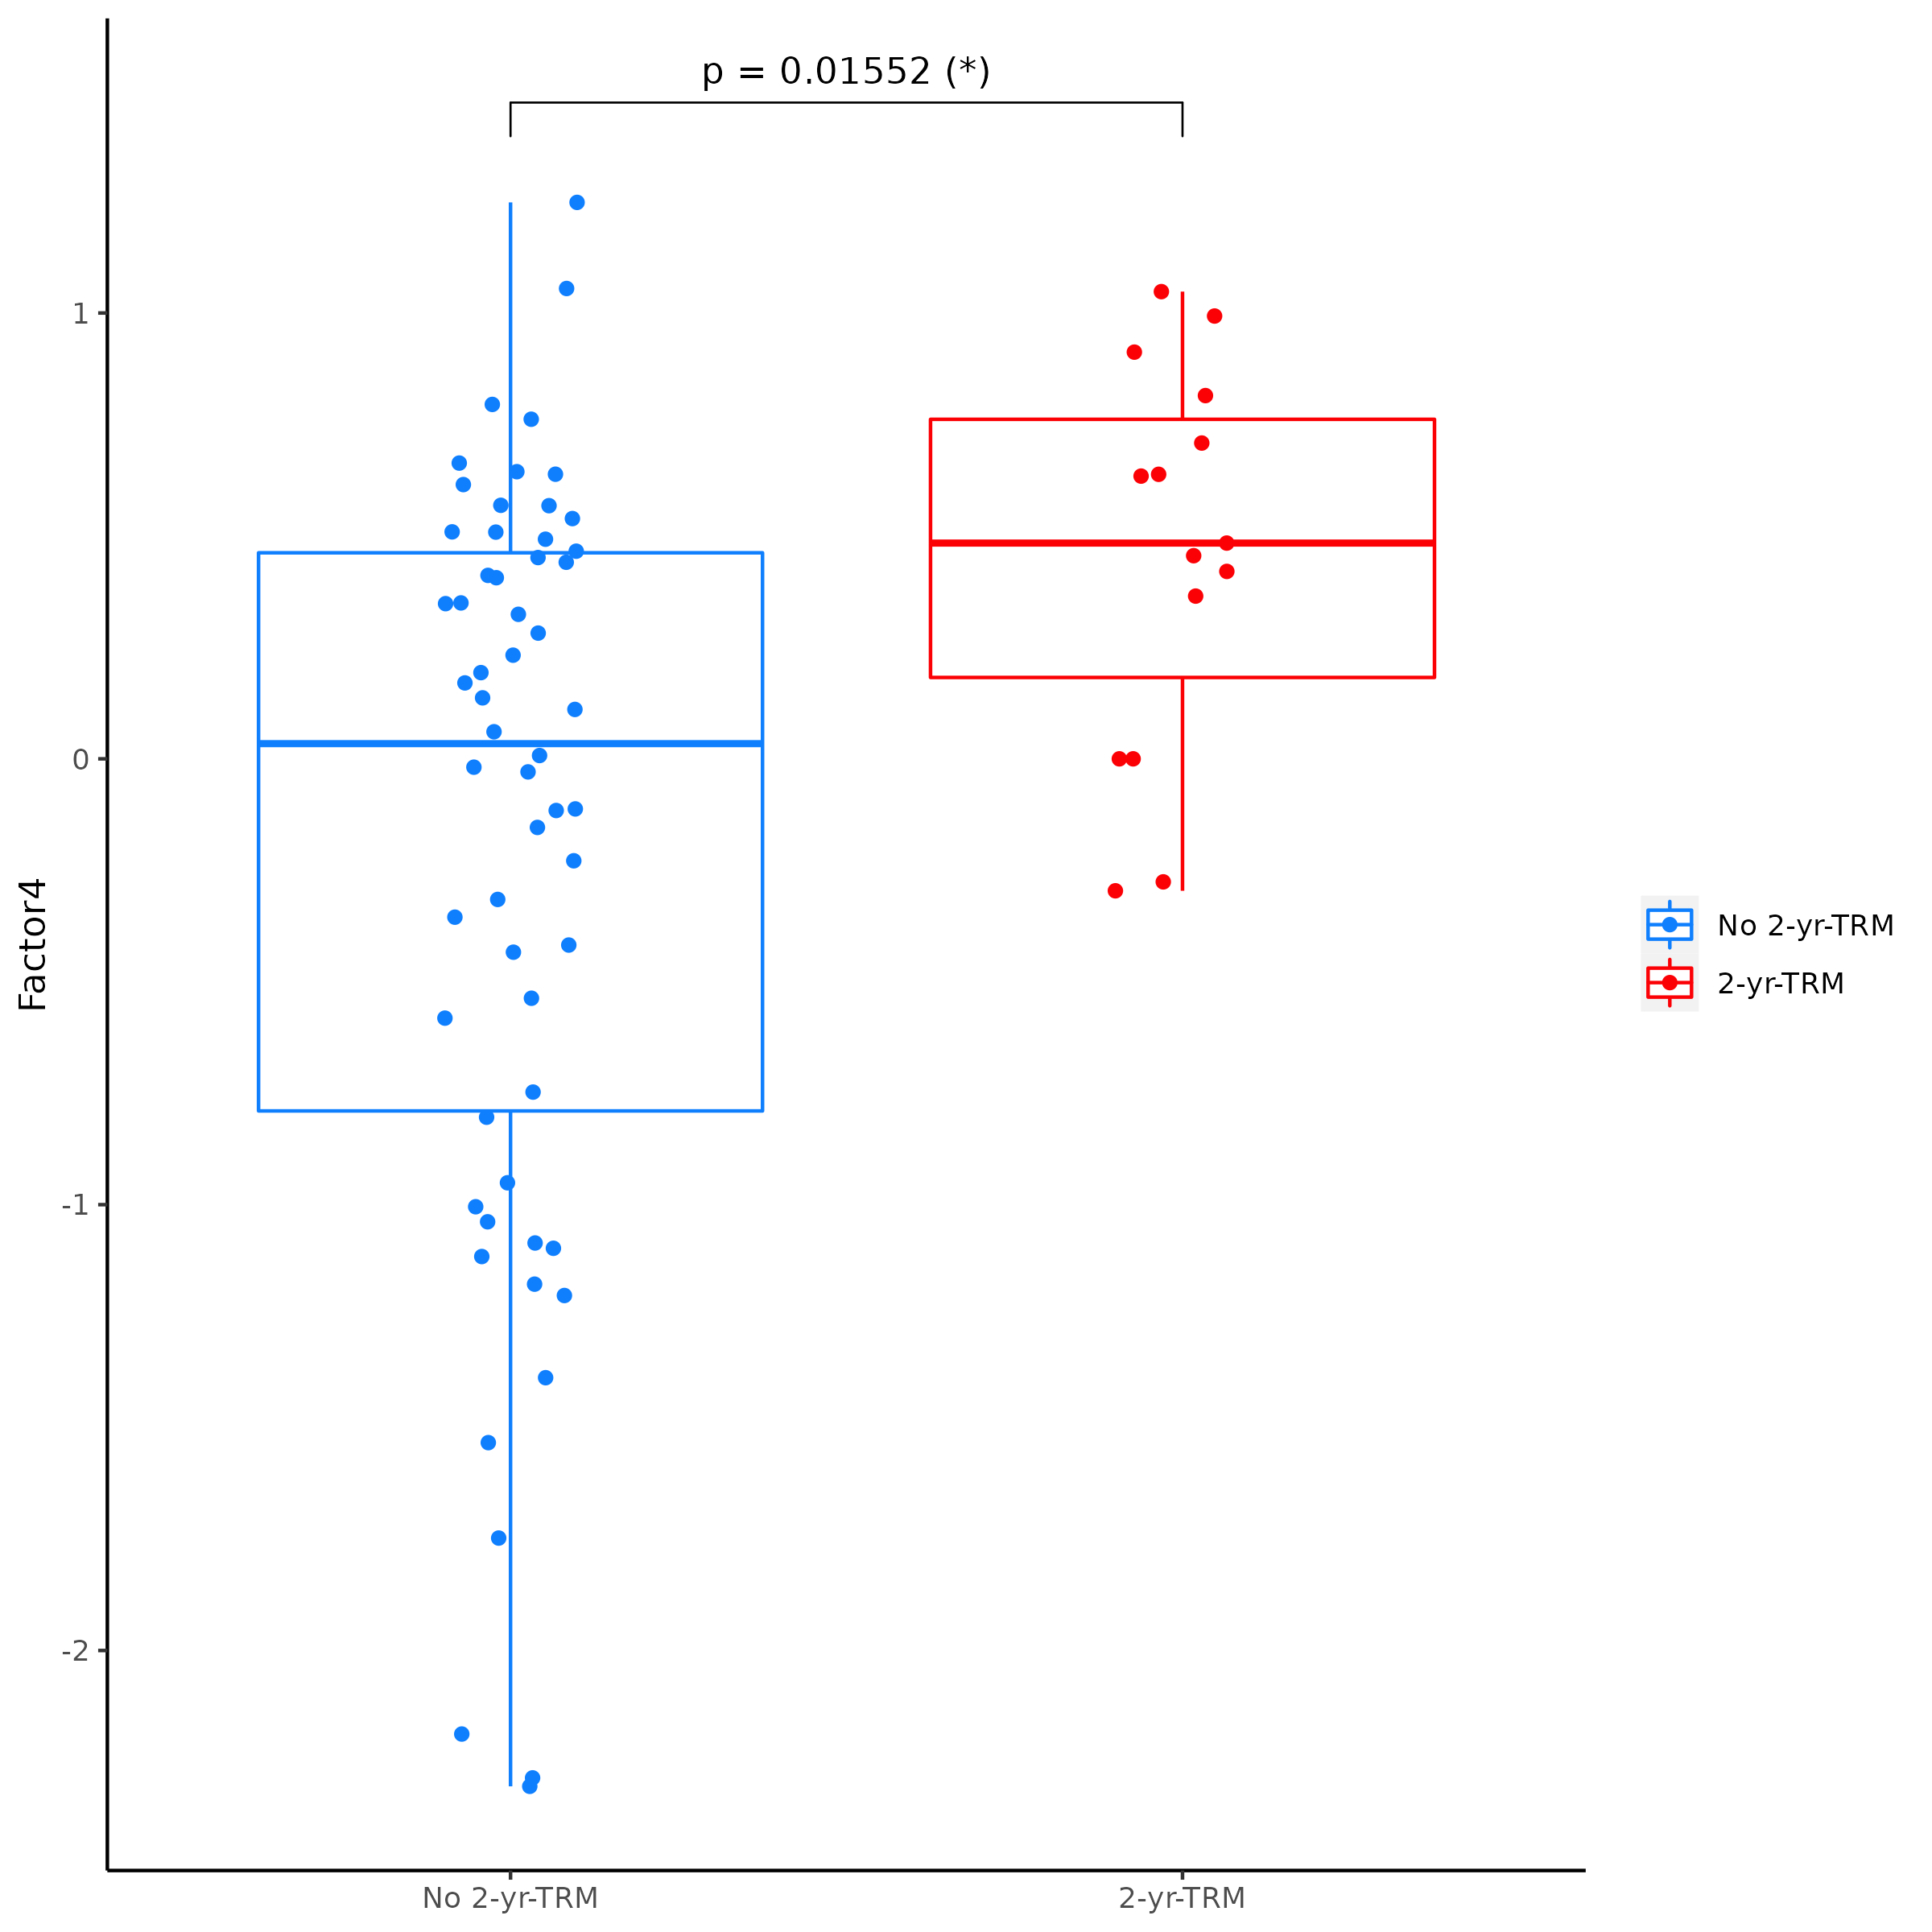 p = 0.01552 (*)
1
0
-1
-2
Factor4
No 2-yr-TRM
2-yr-TRM
No 2-yr-TRM
2-yr-TRM